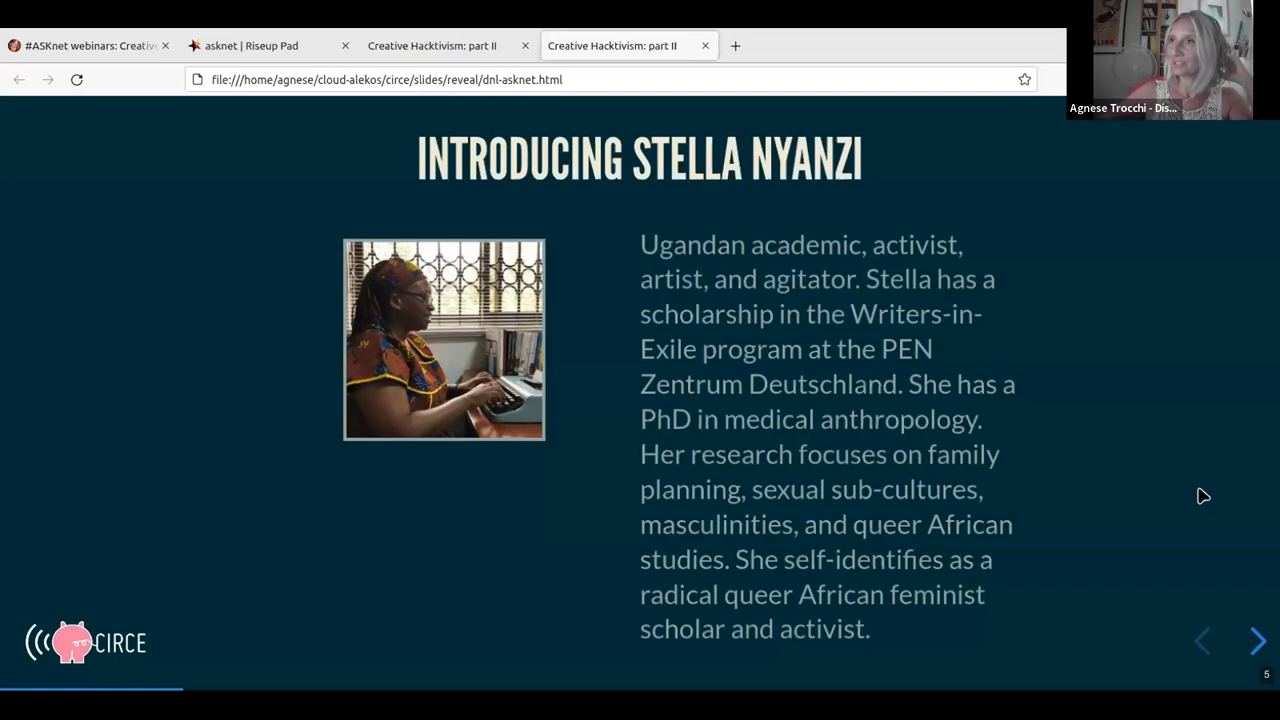 #ASKnet webinars: Creative
asknet | Riseup Pad
Creative Hacktivism: part II
Creative Hacktivism: part II
file:///home/agnese/cloud-alekos/circe/slides/reveal/dnl-asknet.html
Agnese Trocchi - Dis...
INTRODUCING STELLA NYANZI
Ugandan academic, activist,
artist, and agitator. Stella has a
scholarship in the Writers-in-
Exile program at the PEN
Zentrum Deutschland. She has a
PhD in medical anthropology.
Her research focuses on family
planning, sexual sub-cultures,
masculinities, and queer African
studies. She self-identifies as a
radical queer African feminist
scholar and activist.
CIRCE
5